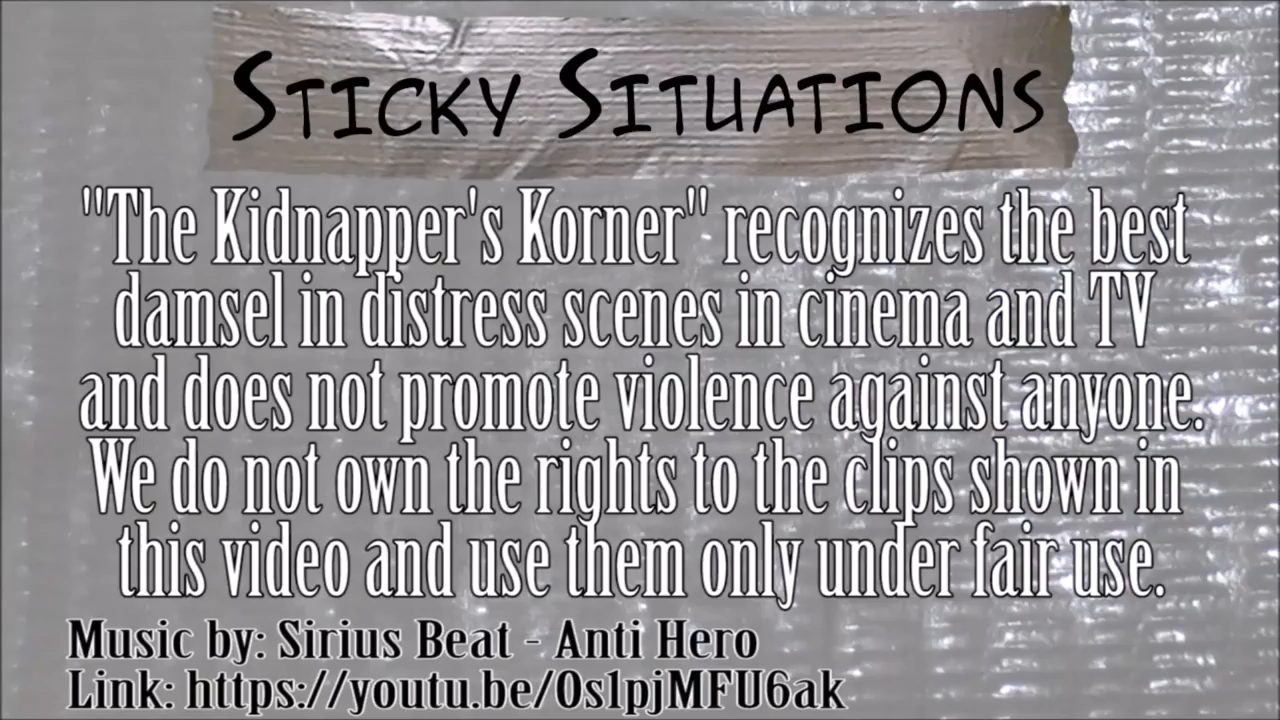 STICKY SITUATIONS
"The Kidnapper's Korner" recognizes the best
damsel in distress scenes in cinema and TV
and does not promote violence against anyone.
We do not own the rights to the clips shown in
this video and use them only under fair use.
Music by: Sirius Beat - Anti Hero
Link: https://youtu.be/0s1pjMFU6ak